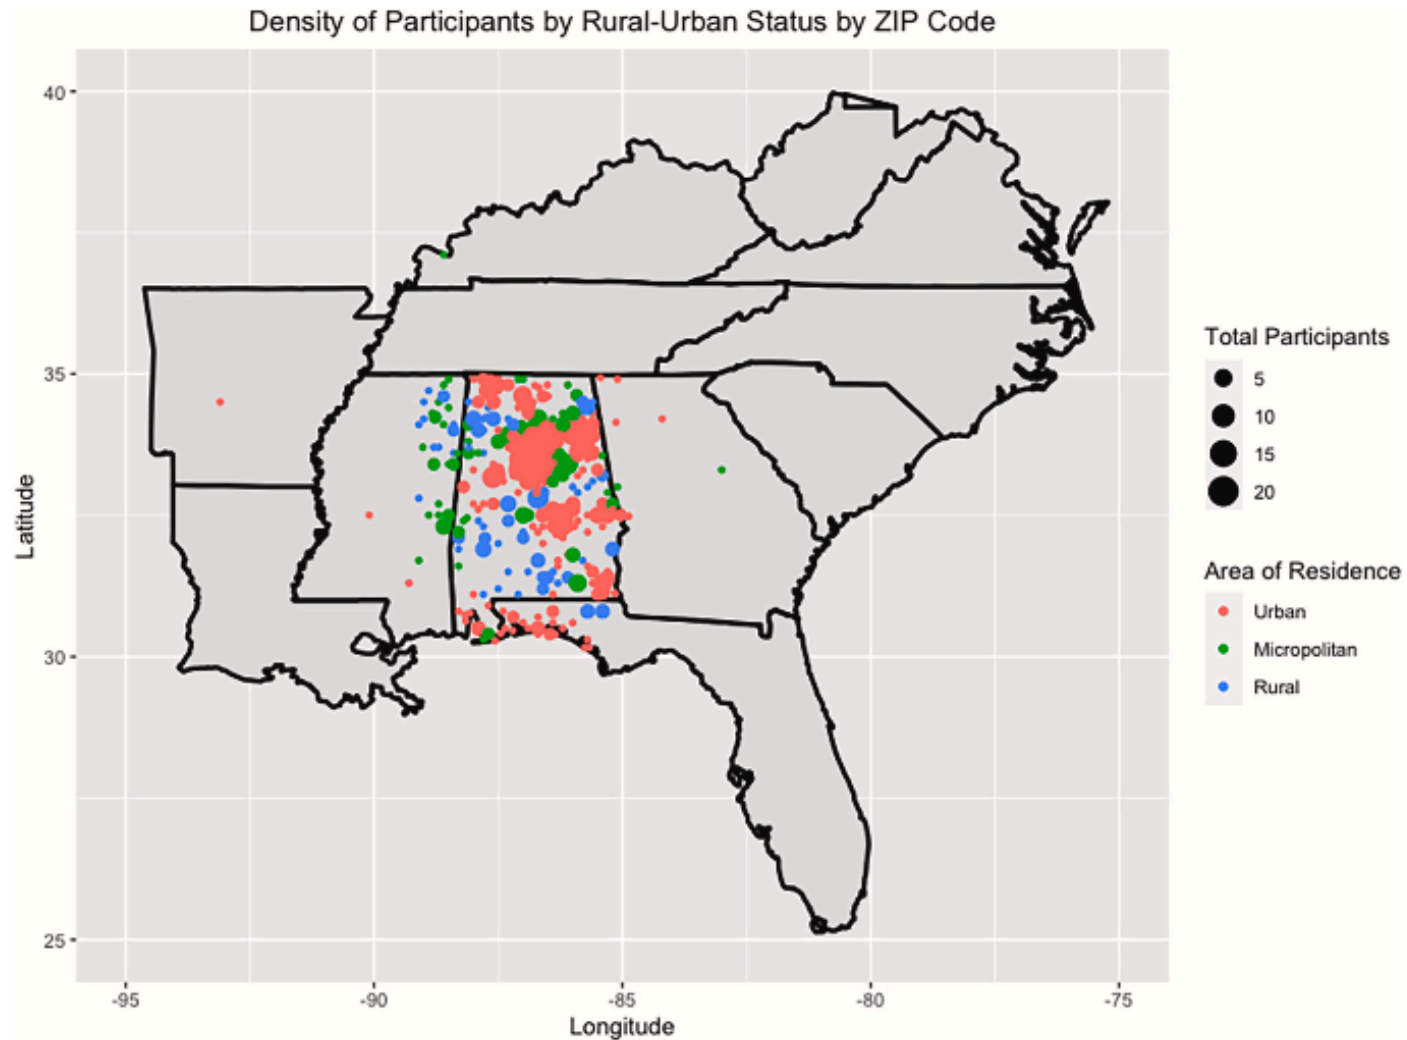 Density of Participants by Rural-Urban Status by ZIP Code
40
35
30
25
Latitude
-95
-90
-85
-80
-75
Longitude
Total Participants
5
10
15
20
Area of Residence
Urban
Micropolitan
Rural